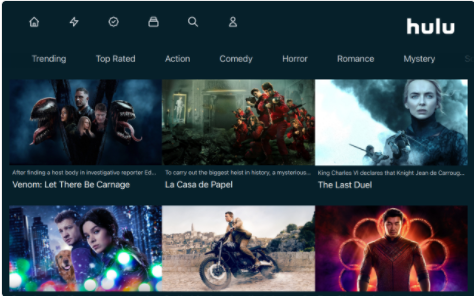 hulu
Trending Top Rated Action Comedy Horror Romance Mystery S
After finding a host body in investigative reporter Ed...
Venom: Let There Be Carnage
To carry out the biggest heist in history, a mysterious...
La Casa de Papel
King Charles VI declares that Knight Jean de Carroug...
The Last Duel